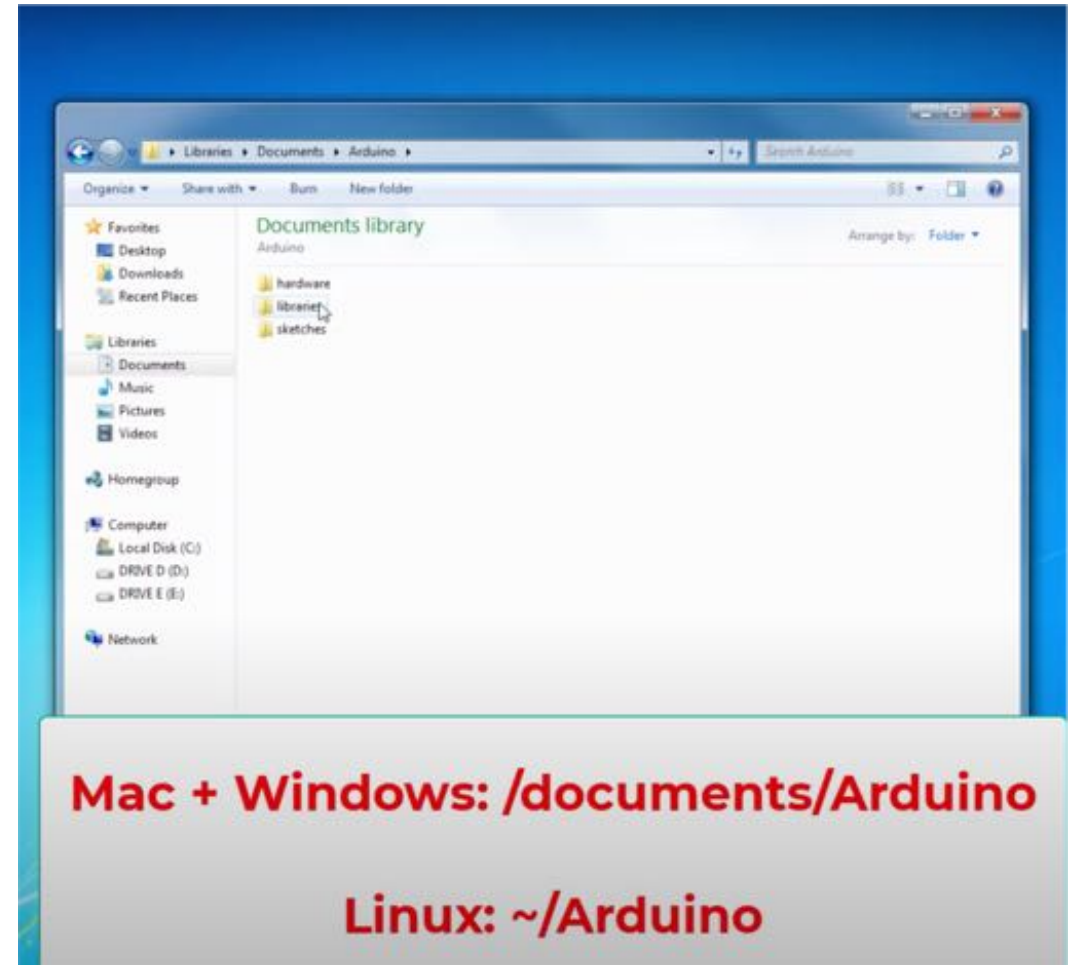 Libraries ▸ Documents ▸ Arduino ▸
Search Arduino
Organize ▾ Share with ▾ Burn New folder
Favorites
Desktop
Downloads
Recent Places
Libraries
Documents
Music
Pictures
Videos
Homegroup
Computer
Local Disk (C:)
DRIVE D (D:)
DRIVE E (E:)
Network
Documents library
Arduino
Arrange by: Folder ▾
hardware
libraries
sketches
Mac + Windows: /documents/Arduino
Linux: ~/Arduino